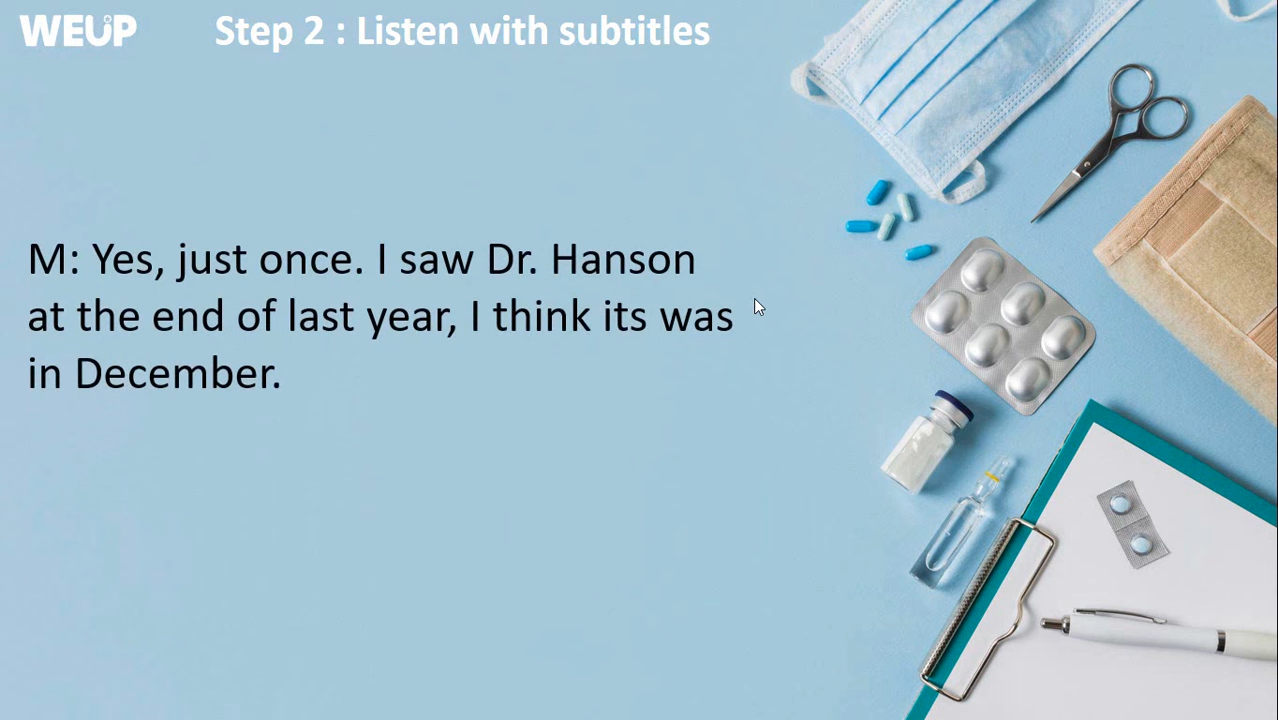 WEUP
Step 2 : Listen with subtitles
M: Yes, just once. I saw Dr. Hanson
at the end of last year, I think its was
in December.